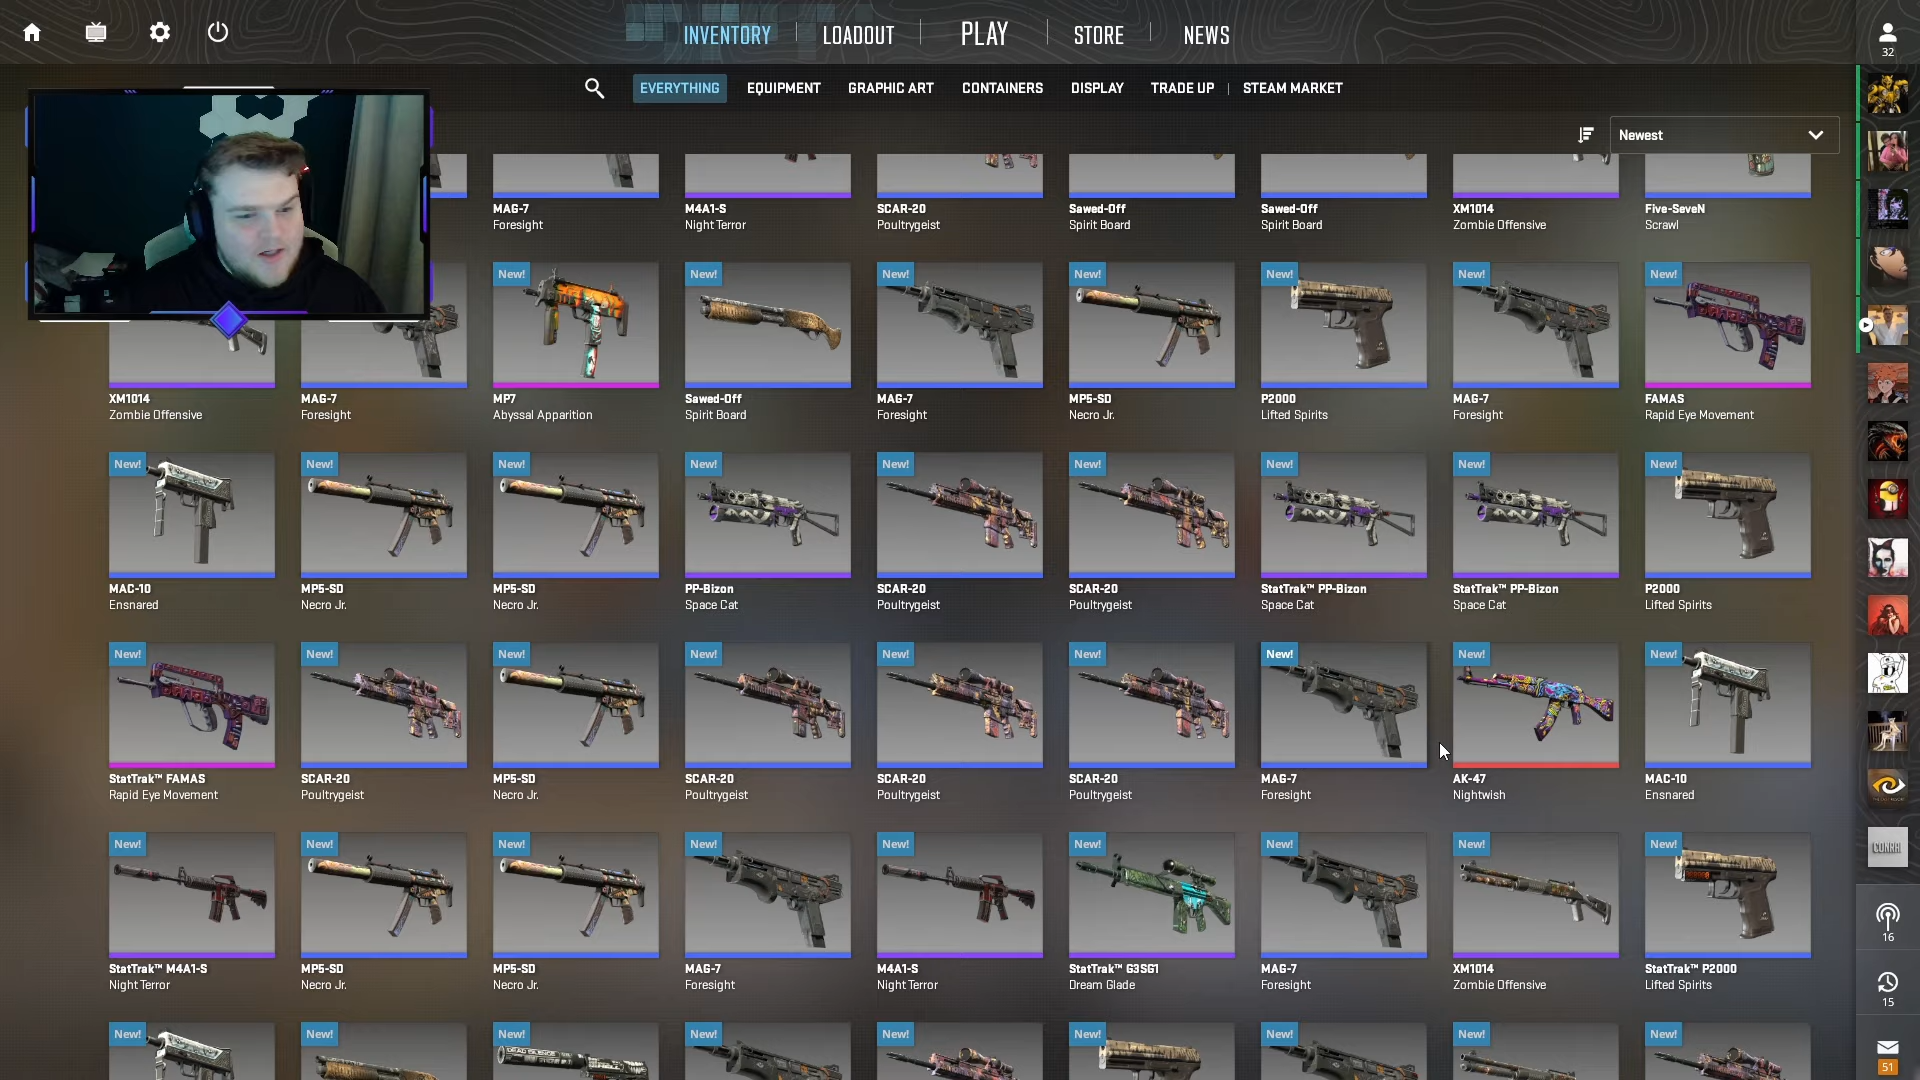 INVENTORY
LOADOUT
PLAY
STORE
NEWS
32
EVERYTHING
EQUIPMENT
GRAPHIC ART
CONTAINERS
DISPLAY
TRADE UP
STEAM MARKET
Newest
MAG-7
Foresight
M4A1-S
Night Terror
SCAR-20
Poultrygeist
Sawed-Off
Spirit Board
Sawed-Off
Spirit Board
XM1014
Zombie Offensive
Five-SeveN
Scrawl
New!
New!
New!
New!
New!
New!
New!
XM1014
Zombie Offensive
MAG-7
Foresight
MP7
Abyssal Apparition
Sawed-Off
Spirit Board
MAG-7
Foresight
MP5-SD
Necro Jr.
P2000
Lifted Spirits
MAG-7
Foresight
FAMAS
Rapid Eye Movement
New!
New!
New!
New!
New!
New!
New!
New!
New!
MAC-10
Ensnared
MP5-SD
Necro Jr.
MP5-SD
Necro Jr.
PP-Bizon
Space Cat
SCAR-20
Poultrygeist
SCAR-20
Poultrygeist
StatTrak™ PP-Bizon
Space Cat
StatTrak™ PP-Bizon
Space Cat
P2000
Lifted Spirits
New!
New!
New!
New!
New!
New!
New!
New!
New!
StatTrak™ FAMAS
Rapid Eye Movement
SCAR-20
Poultrygeist
MP5-SD
Necro Jr.
SCAR-20
Poultrygeist
SCAR-20
Poultrygeist
SCAR-20
Poultrygeist
MAG-7
Foresight
AK-47
Nightwish
MAC-10
Ensnared
New!
New!
New!
New!
New!
New!
New!
New!
New!
StatTrak™ M4A1-S
Night Terror
MP5-SD
Necro Jr.
MP5-SD
Necro Jr.
MAG-7
Foresight
M4A1-S
Night Terror
StatTrak™ G3SG1
Dream Glade
MAG-7
Foresight
XM1014
Zombie Offensive
StatTrak™ P2000
Lifted Spirits
New!
New!
New!
New!
New!
New!
New!
New!
New!
16
15
51